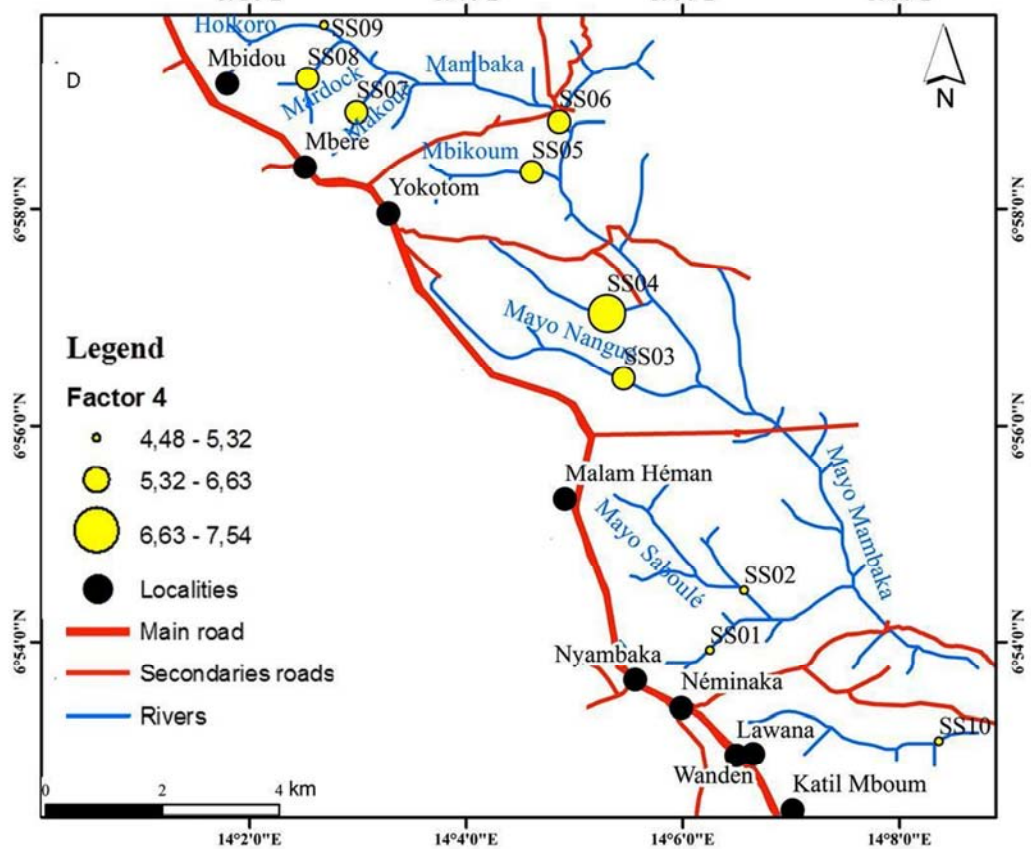 Holkoro
SS09
D
Mbidou
SS08
Mardock
SS07
Makoue
Mambaka
SS06
N
Mbere
Mbikoum
SS05
Yokotom
6°58'0"N
6°58'0"N
SS04
Mayo Nangue
SS03
Legend
Factor 4
4,48 - 5,32
5,32 - 6,63
6,63 - 7,54
Localities
Main road
Secondaries roads
Rivers
6°56'0"N
6°56'0"N
Malam Héman
Mayo Mambaka
Mayo Saboulé
SS02
SS01
6°54'0"N
6°54'0"N
Nyambaka
Néminaka
Lawana
SS10
Wanden
Katil Mboum
0 2 4 km
14°2'0"E 14°4'0"E 14°6'0"E 14°8'0"E